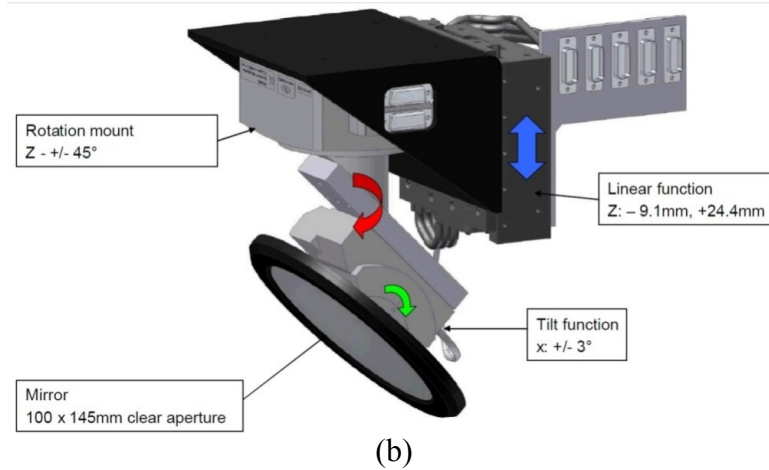 Rotation mount
Z - +/- 45°
Linear function
Z: – 9.1mm, +24.4mm
Tilt function
x: +/- 3°
Mirror
100 x 145mm clear aperture
(b)